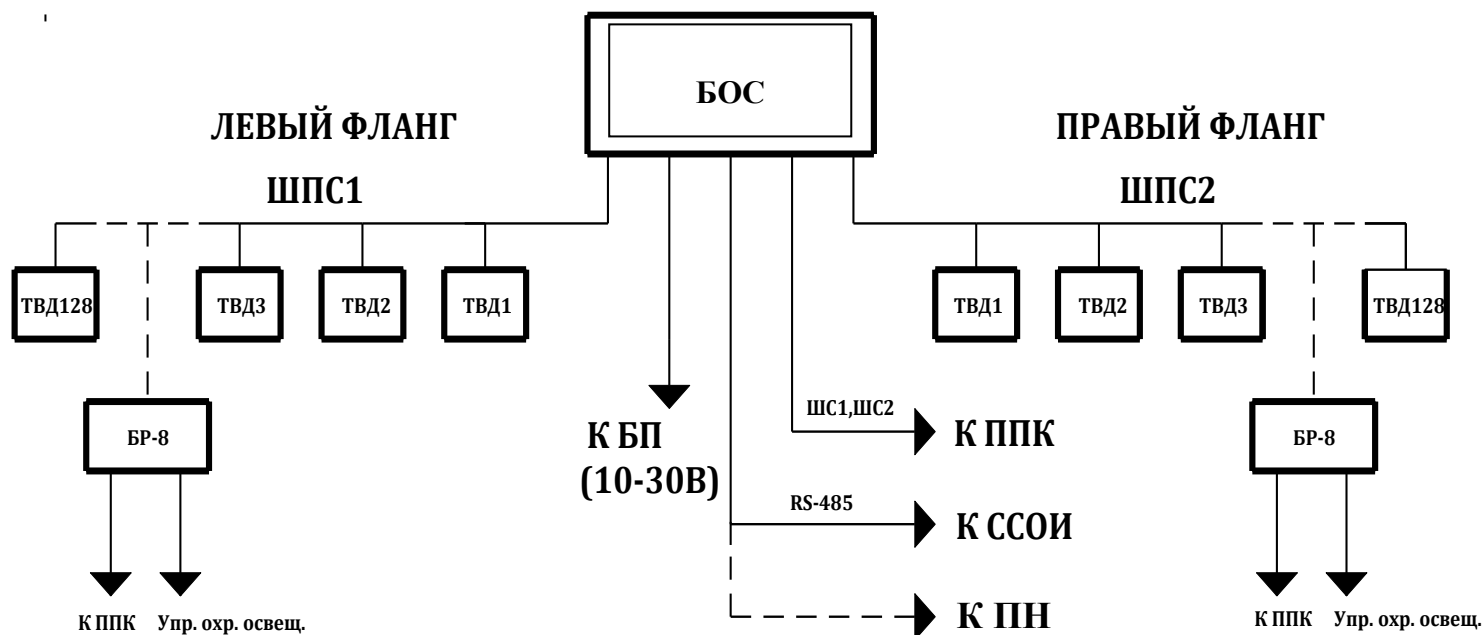 БОС
ЛЕВЫЙ ФЛАНГ
ПРАВЫЙ ФЛАНГ
ШПС1
ШПС2
ТВД128
ТВД3
ТВД2
ТВД1
ТВД1
ТВД2
ТВД3
ТВД128
БР-8
К БП
(10-30В)
ШС1,ШС2
К ППК
БР-8
RS-485
К ССОИ
К ПН
К ППК
Упр. охр. освещ.
К ППК
Упр. охр. освещ.